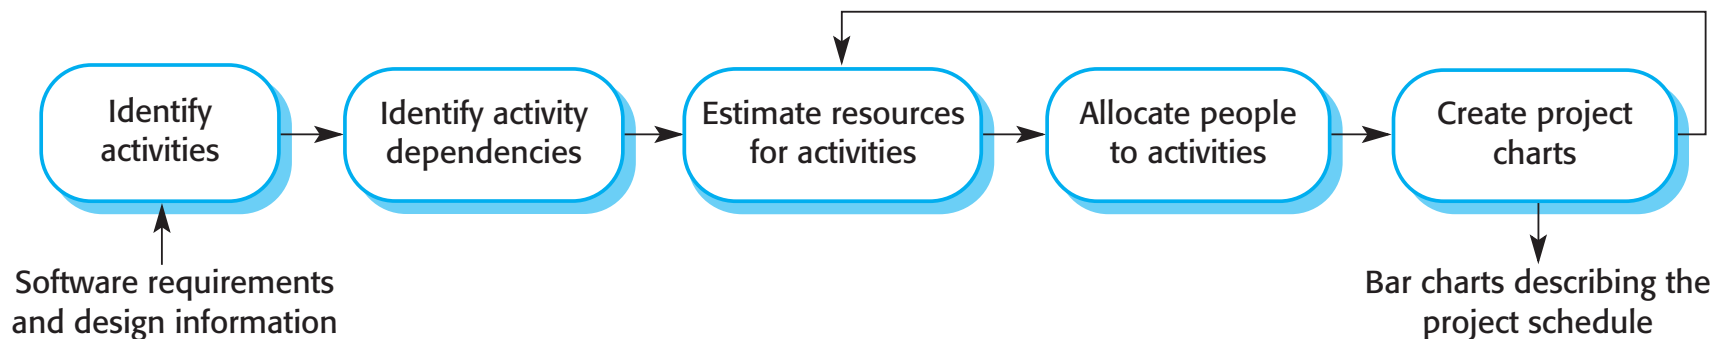 Identify
activities
Identify activity
dependencies
Estimate resources
for activities
Allocate people
to activities
Create project
charts
Software requirements
and design information
Bar charts describing the
project schedule